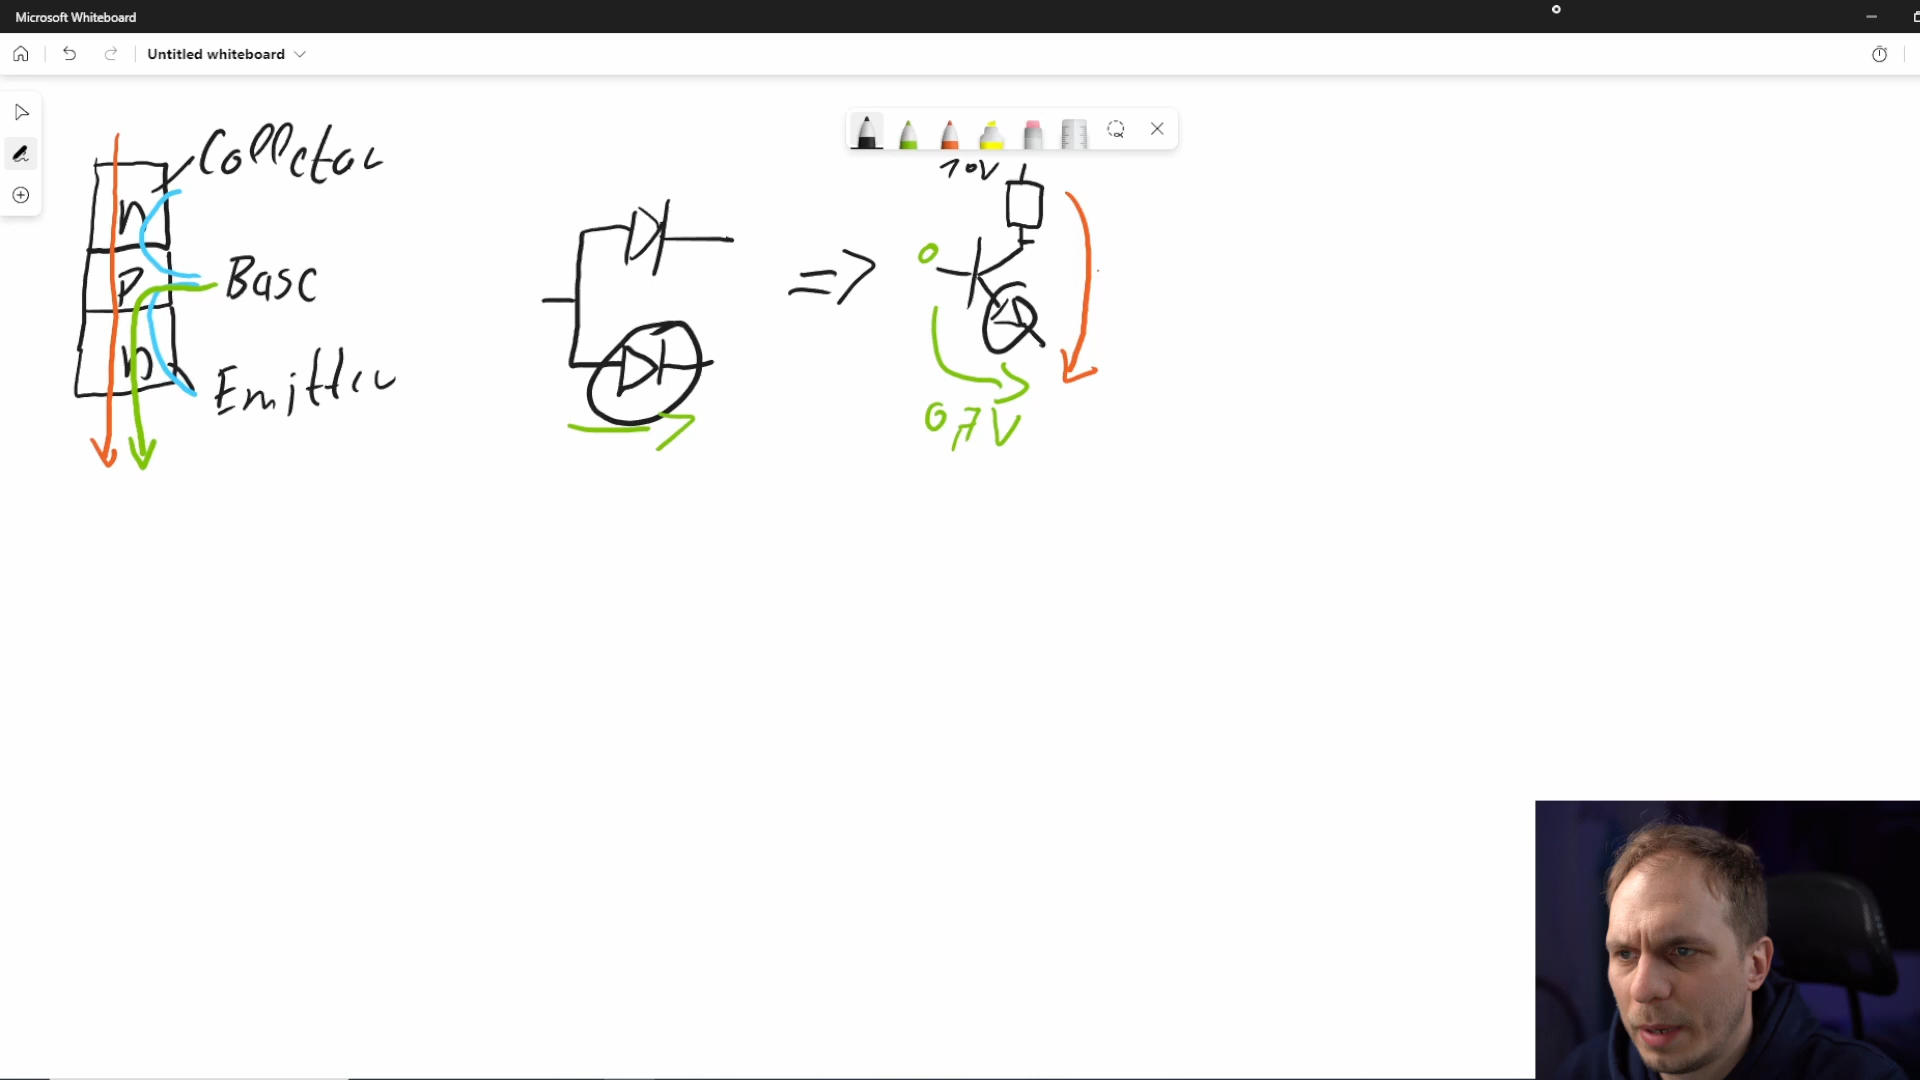 Microsoft Whiteboard
Untitled whiteboard
Collector
n
10V
P
Base
n
Emitter
=>
0
0,7V